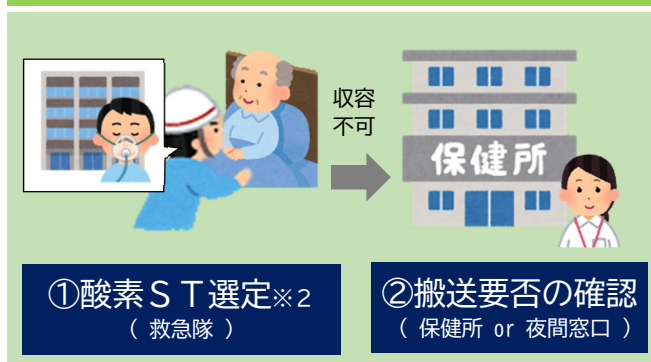 収容
不可
保健所
①酸素ＳＴ選定※2
（ 救急隊 ）
②搬送要否の確認
（ 保健所 or 夜間窓口 ）